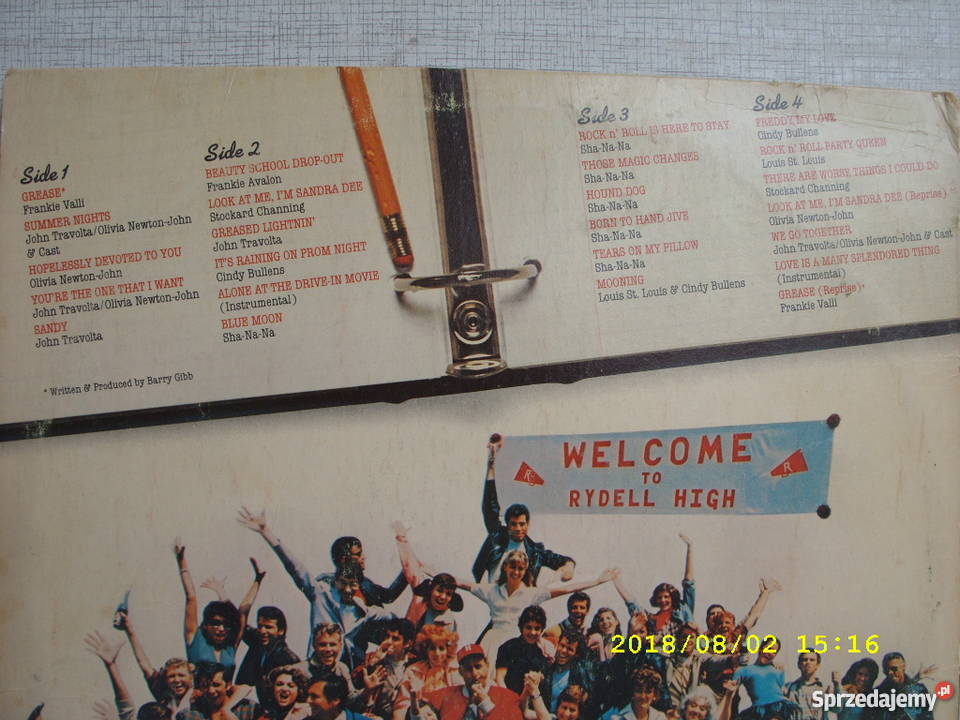 Side 1
GREASE*
Frankie Valli
SUMMER NIGHTS
John Travolta/Olivia Newton-John
& Cast
HOPELESSLY DEVOTED TO YOU
Olivia Newton-John
YOU'RE THE ONE THAT I WANT
John Travolta/Olivia Newton-John
SANDY
John Travolta
Side 2
BEAUTY SCHOOL DROP-OUT
Frankie Avalon
LOOK AT ME, I'M SANDRA DEE
Stockard Channing
GREASED LIGHTNIN'
John Travolta
IT'S RAINING ON PROM NIGHT
Cindy Bullens
ALONE AT THE DRIVE-IN MOVIE
(Instrumental)
BLUE MOON
Sha-Na-Na
* Written & Produced by Barry Gibb
Side 3
ROCK n' ROLL IS HERE TO STAY
Sha-Na-Na
THOSE MAGIC CHANGES
Sha-Na-Na
HOUND DOG
Sha-Na-Na
BORN TO HAND JIVE
Sha-Na-Na
TEARS ON MY PILLOW
Sha-Na-Na
MOONING
Louis St. Louis & Cindy Bullens
Side 4
FREDDY, MY LOVE
Cindy Bullens
ROCK n' ROLL PARTY QUEEN
Louis St. Louis
THERE ARE WORSE THINGS I COULD DO
Stockard Channing
LOOK AT ME, I'M SANDRA DEE (Reprise)
Olivia Newton-John
WE GO TOGETHER
John Travolta/Olivia Newton-John & Cast
LOVE IS A MANY SPLENDORED THING
(Instrumental)
GREASE (Reprise)*
Frankie Valli
WELCOME
TO
RYDELL HIGH
R
R
2018/08/02 15:16
Sprzedajemy.pl